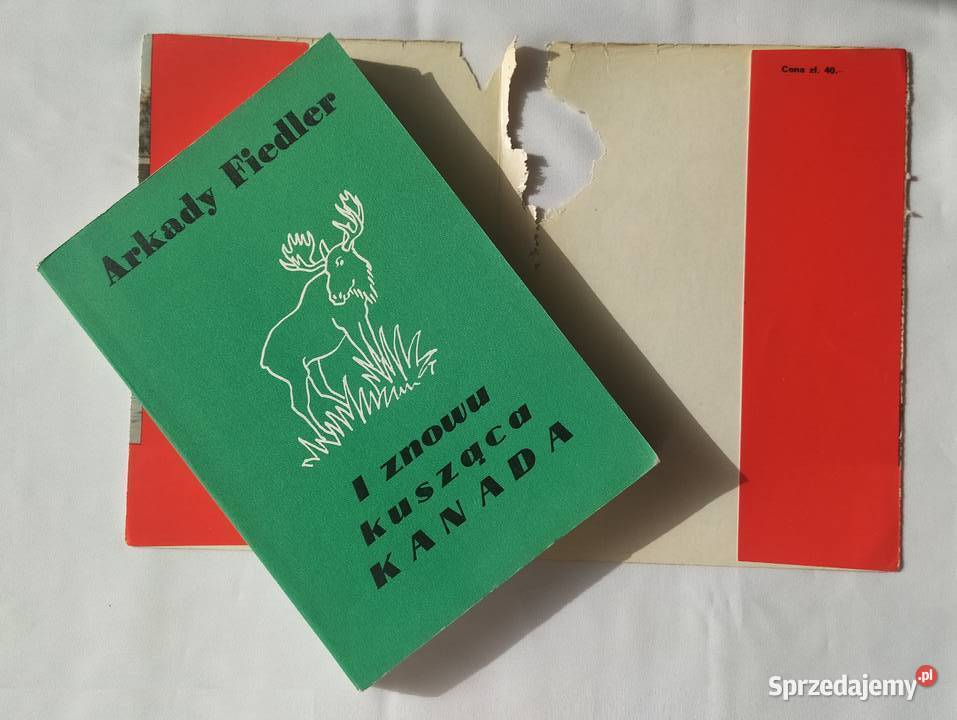 Arkady Fiedler
I znowu
kusząca
KANADA
Cena zł. 40.-
Sprzedajemy.pl